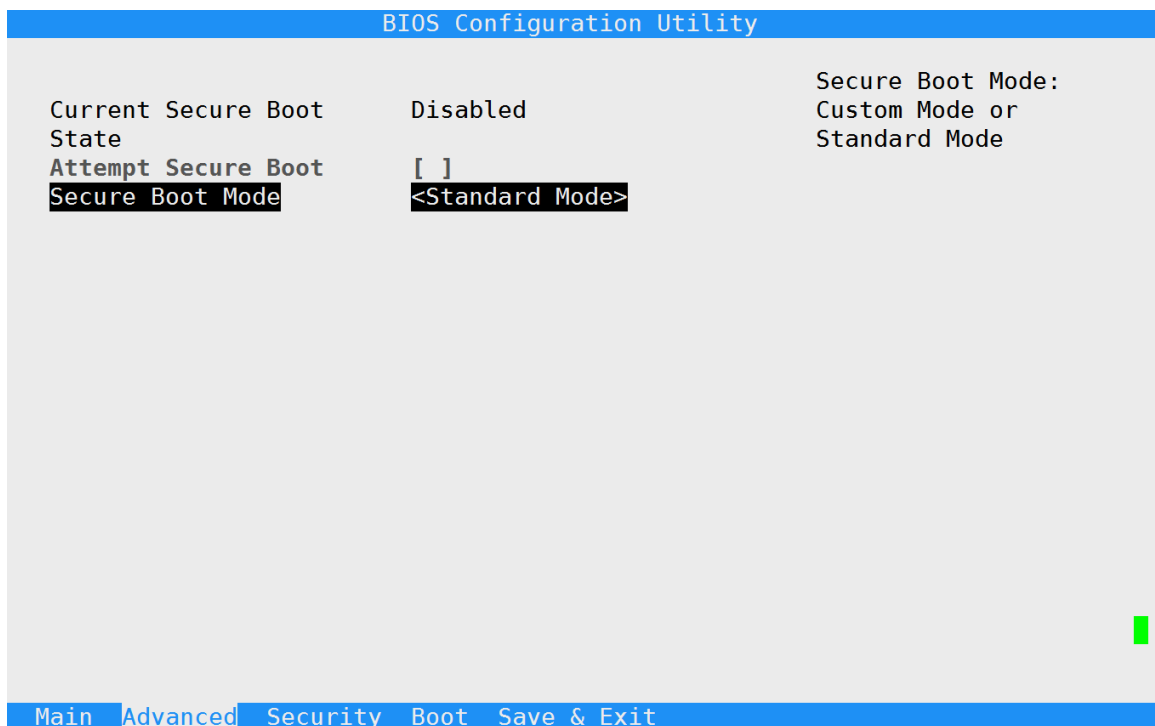 BIOS Configuration Utility
Secure Boot Mode:
Current Secure Boot Disabled Custom Mode or
State Standard Mode
Attempt Secure Boot [ ]
Secure Boot Mode <Standard Mode>
Main Advanced Security Boot Save & Exit